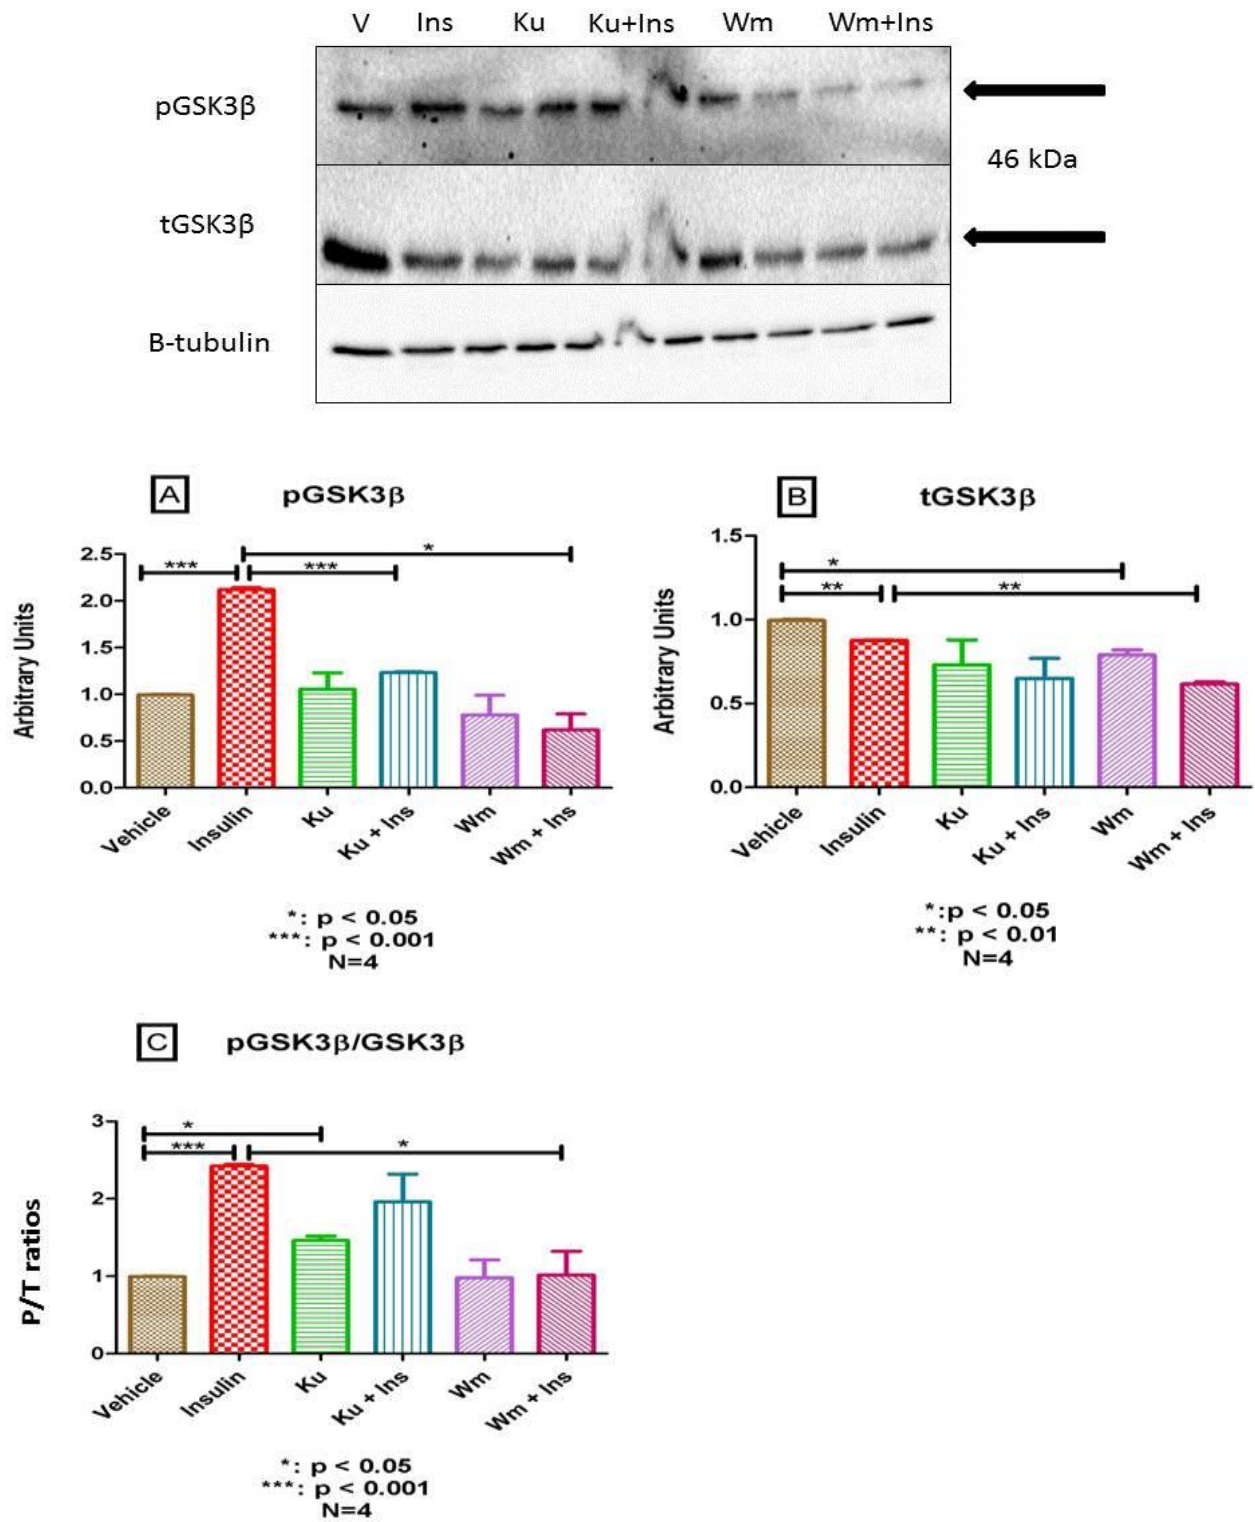 V Ins Ku Ku+Ins Wm Wm+Ins
pGSK3β
46 kDa
tGSK3β
B-tubulin
A pGSK3β
Arbitrary Units
2.5
2.0
1.5
1.0
0.5
0.0
*** *** *
Vehicle Insulin Ku Ku + Ins Wm Wm + Ins
*: p < 0.05
***: p < 0.001
N=4
B tGSK3β
Arbitrary Units
1.5
1.0
0.5
0.0
*
** **
Vehicle Insulin Ku Ku + Ins Wm Wm + Ins
*:p < 0.05
**: p < 0.01
N=4
C pGSK3β/GSK3β
P/T ratios
3
2
1
0
*
*** *
Vehicle Insulin Ku Ku + Ins Wm Wm + Ins
*: p < 0.05
***: p < 0.001
N=4